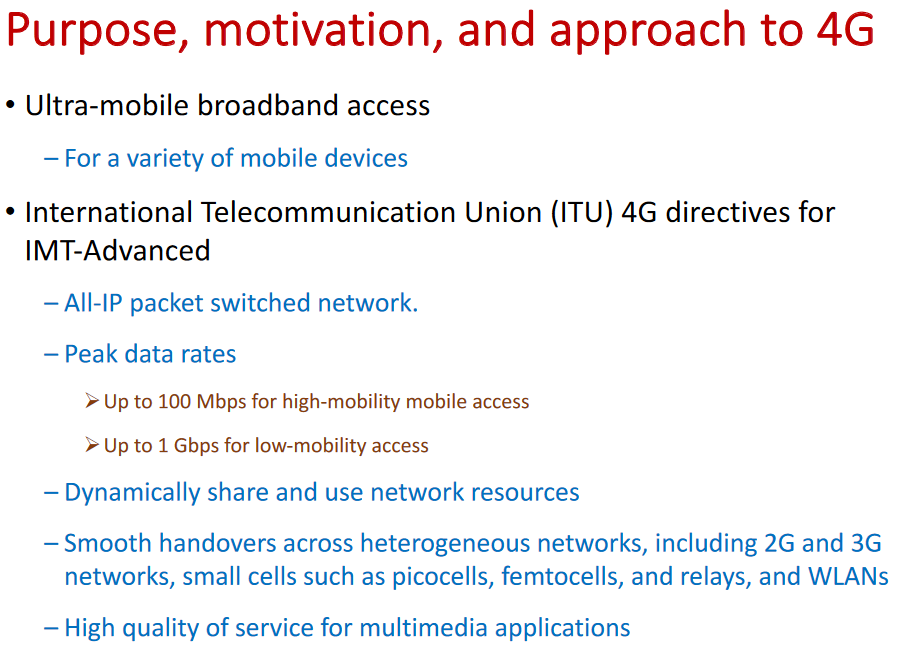 Purpose, motivation, and approach to 4G
• Ultra-mobile broadband access
– For a variety of mobile devices
• International Telecommunication Union (ITU) 4G directives for
IMT-Advanced
– All-IP packet switched network.
– Peak data rates
➢ Up to 100 Mbps for high-mobility mobile access
➢ Up to 1 Gbps for low-mobility access
– Dynamically share and use network resources
– Smooth handovers across heterogeneous networks, including 2G and 3G
networks, small cells such as picocells, femtocells, and relays, and WLANs
– High quality of service for multimedia applications